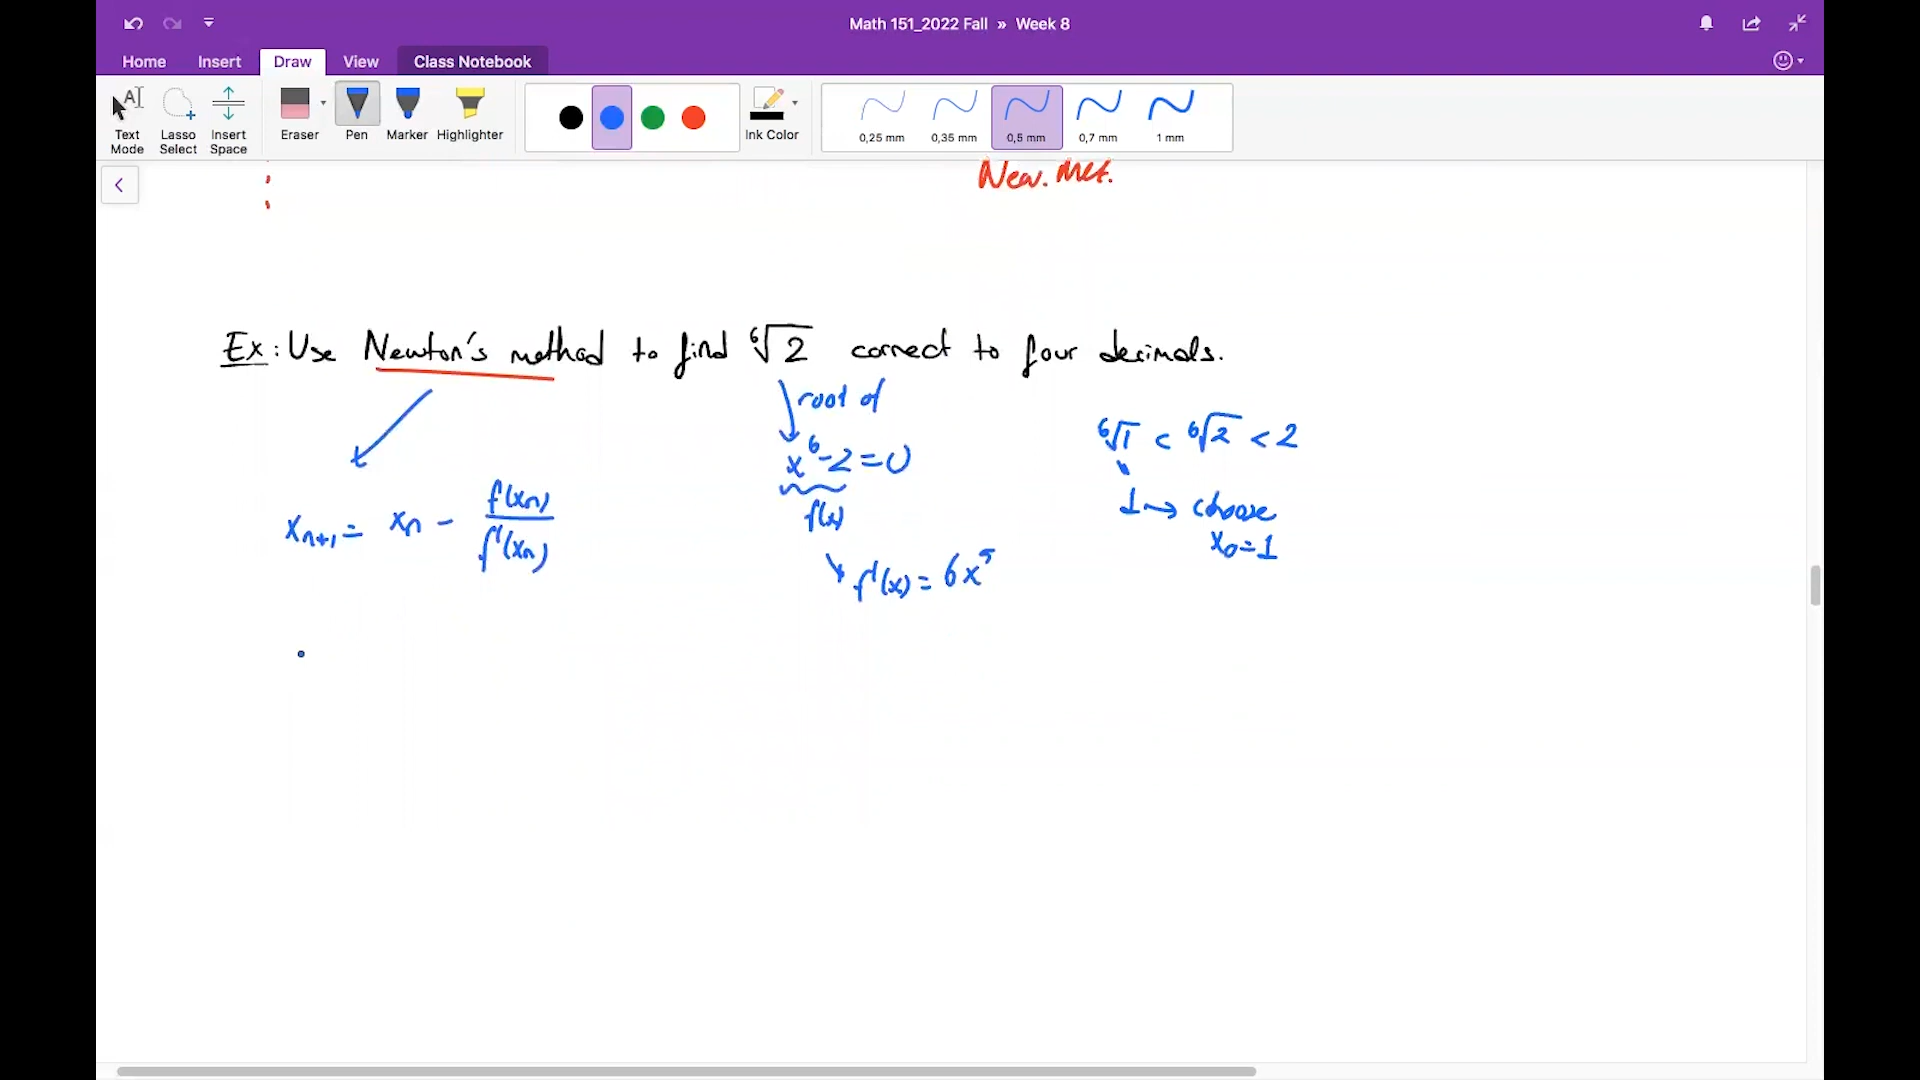 Math 151_2022 Fall » Week 8
Home Insert Draw View Class Notebook
Text Mode
Lasso Select
Insert Space
Eraser
Pen
Marker
Highlighter
Ink Color
0,25 mm
0,35 mm
0,5 mm
0,7 mm
1 mm
New. Met.
Ex: Use Newton's method to find ⁶√2 correct to four decimals.
root of
x⁶-2=0
f(x)
f'(x) = 6x⁵
xₙ₊₁ = xₙ - f(xₙ)/f'(xₙ)
⁶√1 < ⁶√2 < 2
1 → choose
x₀=1